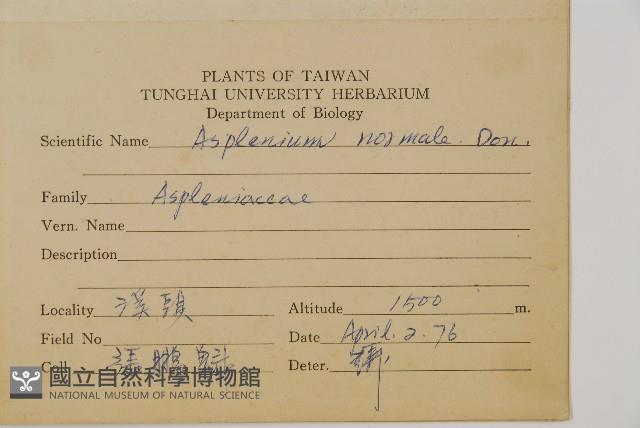 PLANTS OF TAIWAN
TUNGHAI UNIVERSITY HERBARIUM
Department of Biology
Scientific Name Asplenium normale. Don.
Family Aspleniaceae
Vern. Name
Description
Locality 溪頭 Altitude 1500 m.
Field No Date April. 2. 76
Coll Deter.
國立自然科學博物館
NATIONAL MUSEUM OF NATURAL SCIENCE